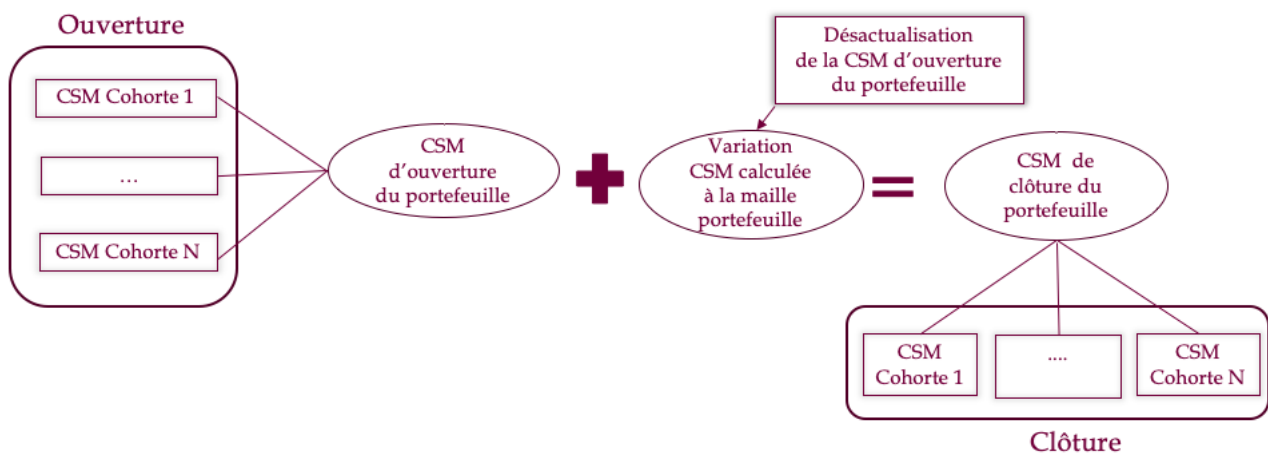 Ouverture
CSM Cohorte 1
...
CSM Cohorte N
CSM
d'ouverture
du portefeuille
Désactualisation
de la CSM d'ouverture
du portefeuille
Variation
CSM calculée
à la maille
portefeuille
CSM de
clôture du
portefeuille
CSM
Cohorte 1
....
CSM
Cohorte N
Clôture